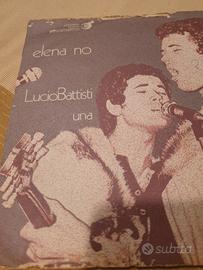 elena no
LucioBattisti
una
subito